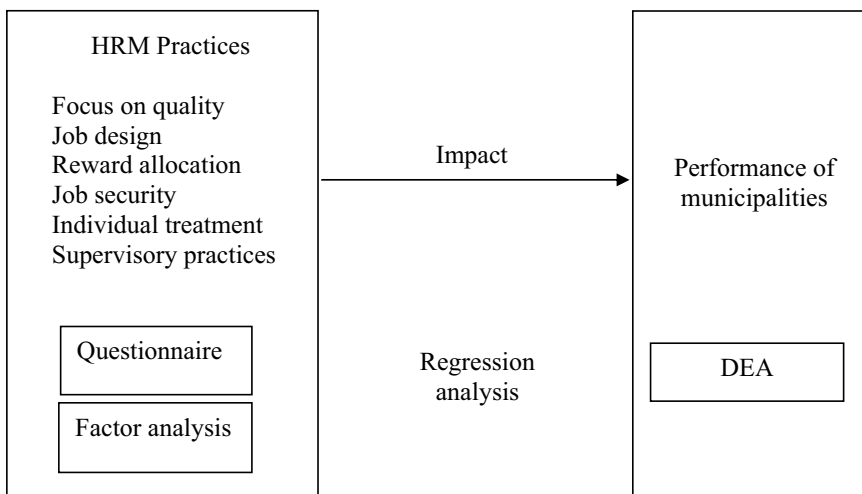 HRM Practices
Focus on quality
Job design
Reward allocation
Job security
Individual treatment
Supervisory practices
Questionnaire
Factor analysis
Impact
Regression
analysis
Performance of
municipalities
DEA